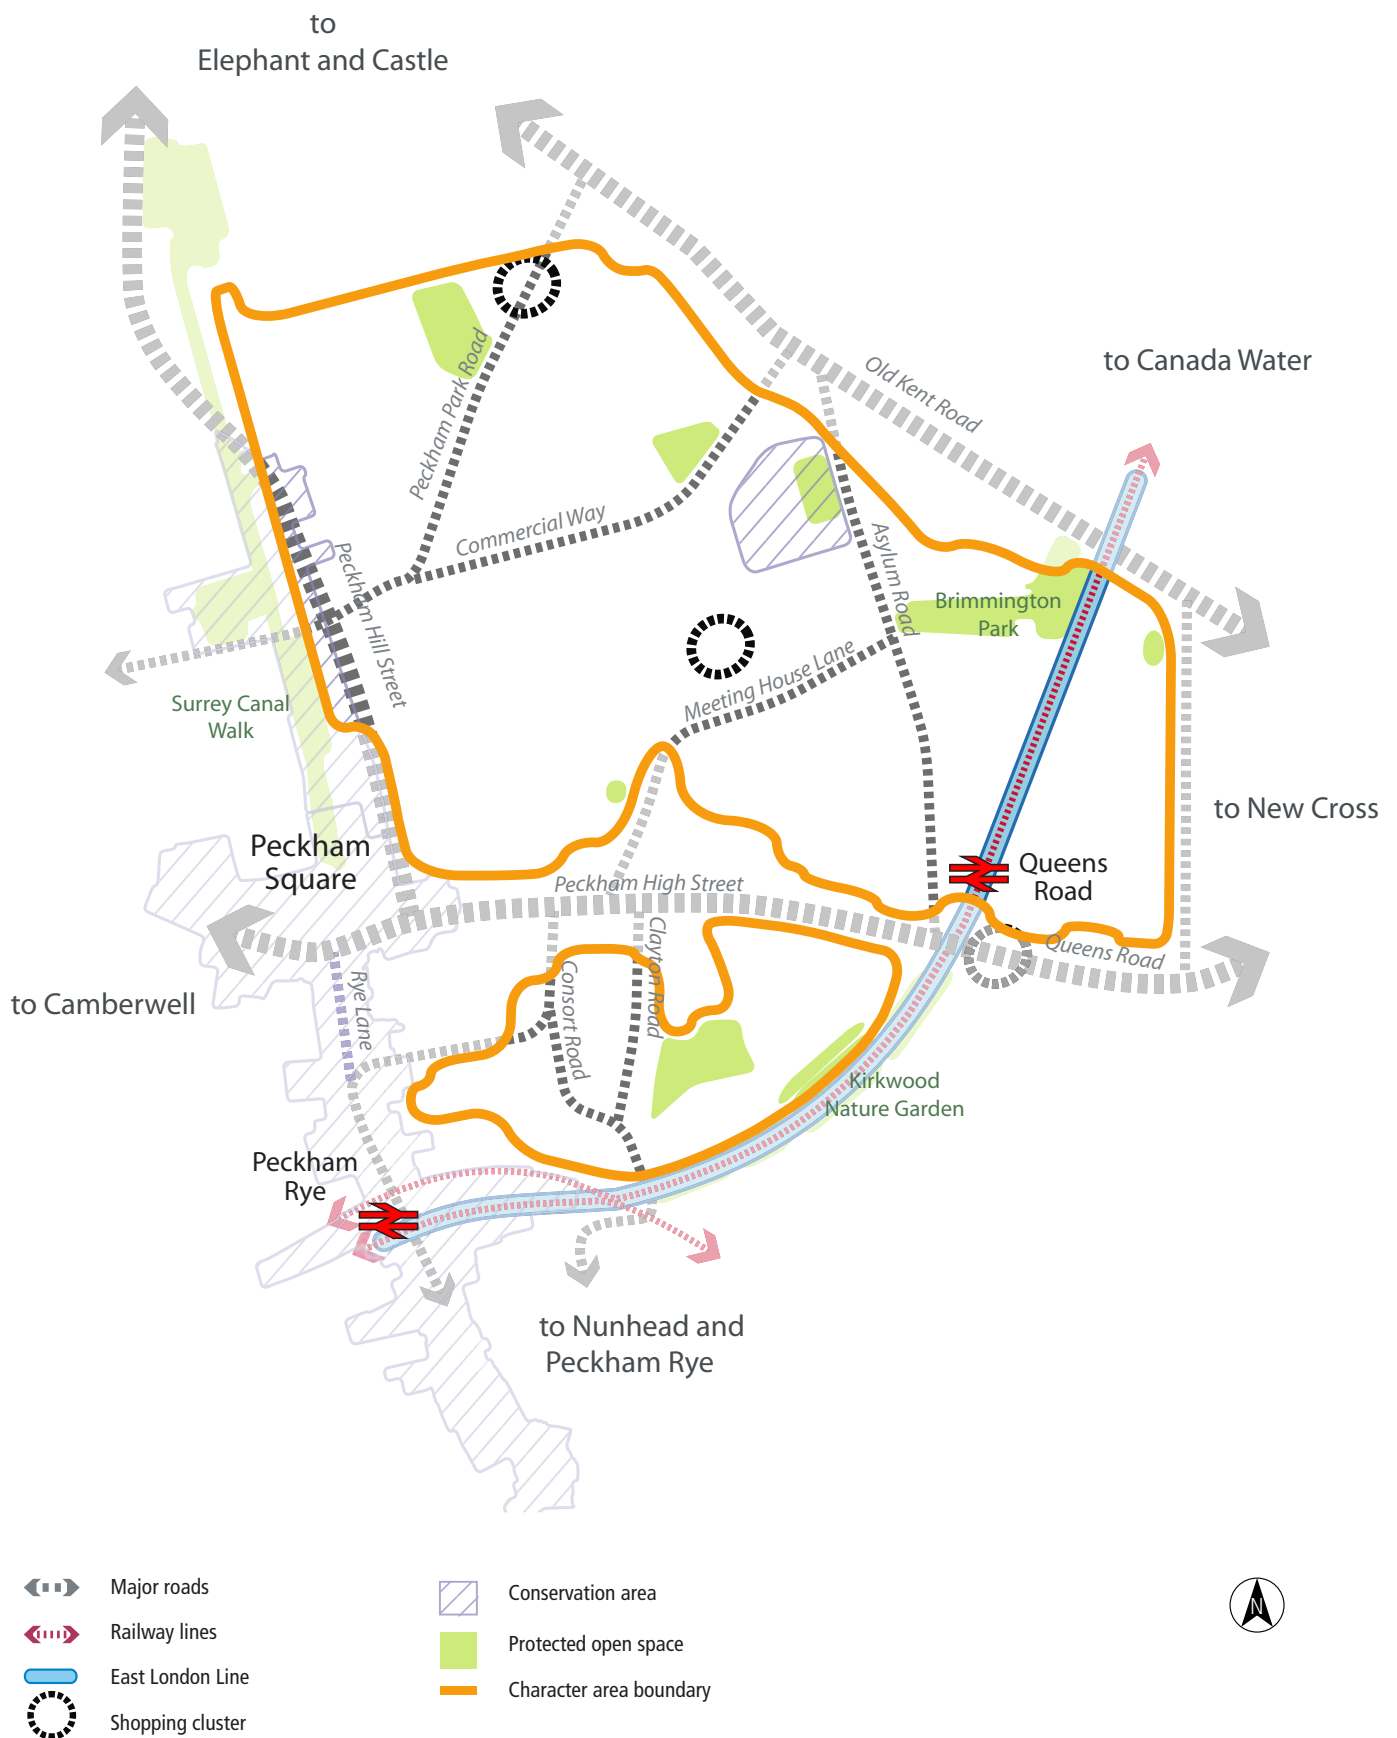 to
Elephant and Castle
Old Kent Road
to Canada Water
Peckham Park Road
Commercial Way
Asylum Road
Peckham Hill Street
Brimmington
Park
Meeting House Lane
Surrey Canal
Walk
to New Cross
Peckham
Square
Queens
Road
Peckham High Street
Clayton Road
Queens Road
to Camberwell
Rye Lane
Consort Road
Kirkwood
Nature Garden
Peckham
Rye
to Nunhead and
Peckham Rye
Major roads
Railway lines
East London Line
Shopping cluster
Conservation area
Protected open space
Character area boundary
N